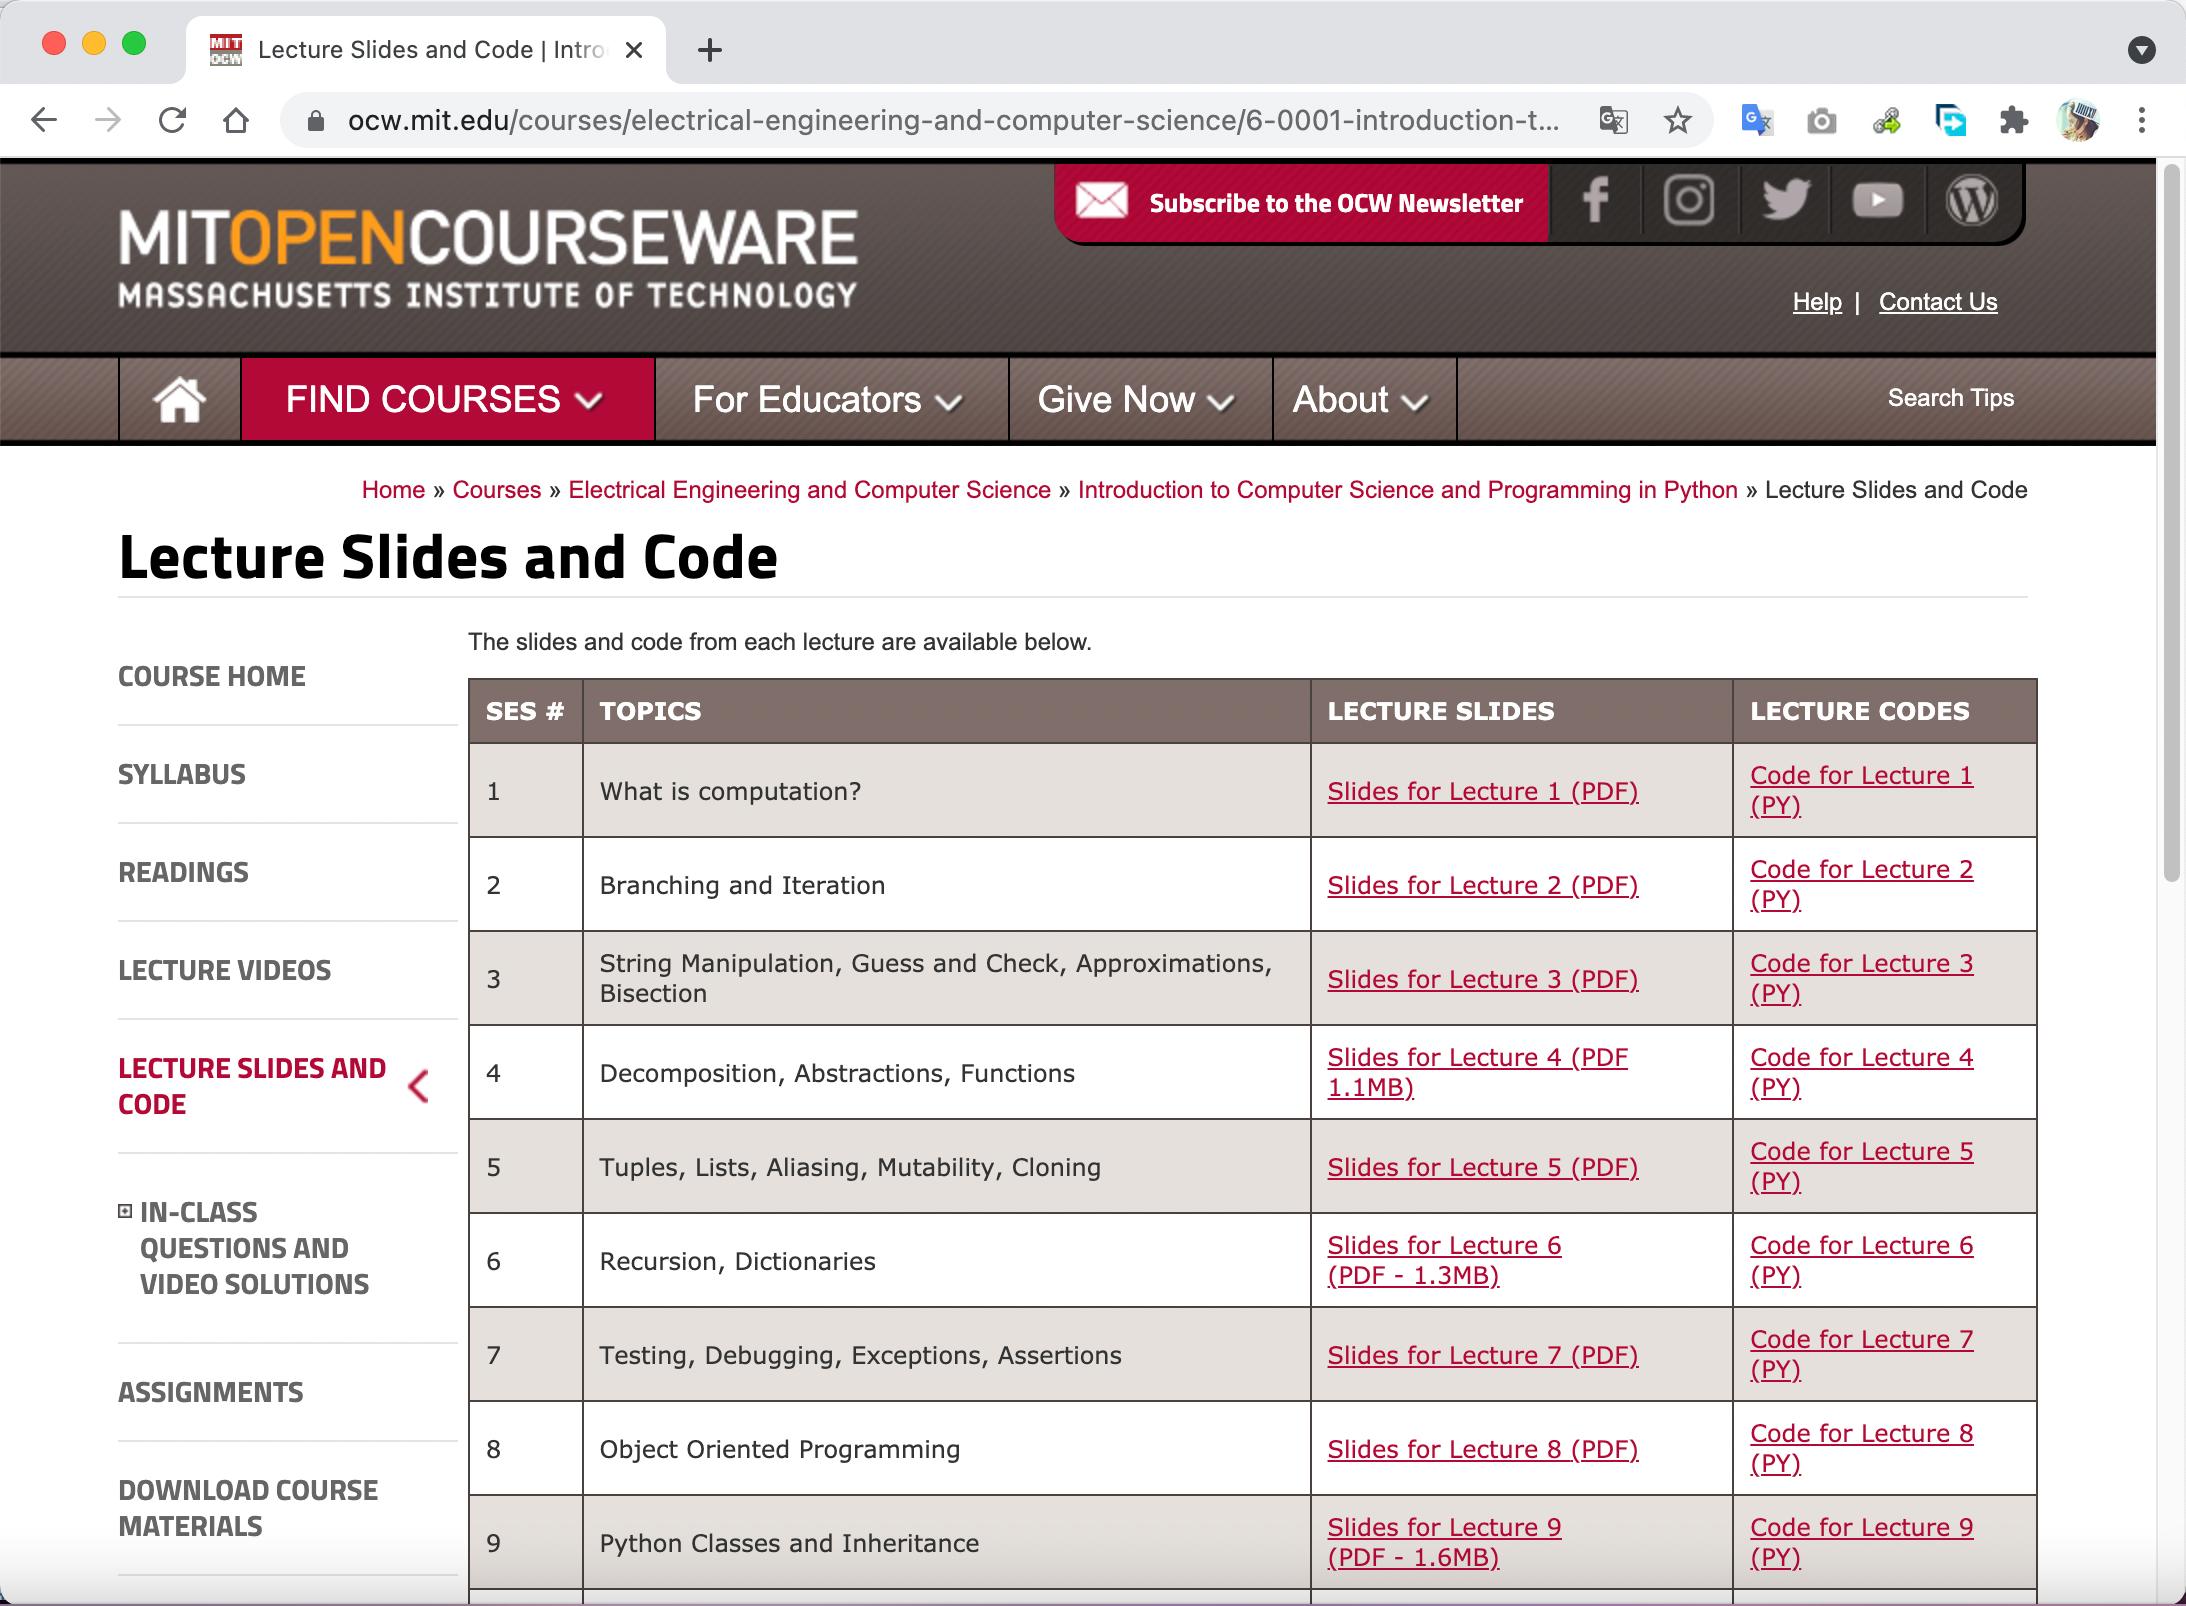 MIT OCW
Lecture Slides and Code | Intro
ocw.mit.edu/courses/electrical-engineering-and-computer-science/6-0001-introduction-t...
Subscribe to the OCW Newsletter
MITOPENCOURSEWARE
MASSACHUSETTS INSTITUTE OF TECHNOLOGY
Help | Contact Us
FIND COURSES
For Educators
Give Now
About
Search Tips
Home » Courses » Electrical Engineering and Computer Science » Introduction to Computer Science and Programming in Python » Lecture Slides and Code
Lecture Slides and Code
COURSE HOME
SYLLABUS
READINGS
LECTURE VIDEOS
LECTURE SLIDES AND
CODE
IN-CLASS
QUESTIONS AND
VIDEO SOLUTIONS
ASSIGNMENTS
DOWNLOAD COURSE
MATERIALS
The slides and code from each lecture are available below.
SES # TOPICS LECTURE SLIDES LECTURE CODES
1 What is computation? Slides for Lecture 1 (PDF) Code for Lecture 1
(PY)
2 Branching and Iteration Slides for Lecture 2 (PDF) Code for Lecture 2
(PY)
3 String Manipulation, Guess and Check, Approximations,
Bisection Slides for Lecture 3 (PDF) Code for Lecture 3
(PY)
4 Decomposition, Abstractions, Functions Slides for Lecture 4 (PDF
1.1MB) Code for Lecture 4
(PY)
5 Tuples, Lists, Aliasing, Mutability, Cloning Slides for Lecture 5 (PDF) Code for Lecture 5
(PY)
6 Recursion, Dictionaries Slides for Lecture 6
(PDF - 1.3MB) Code for Lecture 6
(PY)
7 Testing, Debugging, Exceptions, Assertions Slides for Lecture 7 (PDF) Code for Lecture 7
(PY)
8 Object Oriented Programming Slides for Lecture 8 (PDF) Code for Lecture 8
(PY)
9 Python Classes and Inheritance Slides for Lecture 9
(PDF - 1.6MB) Code for Lecture 9
(PY)